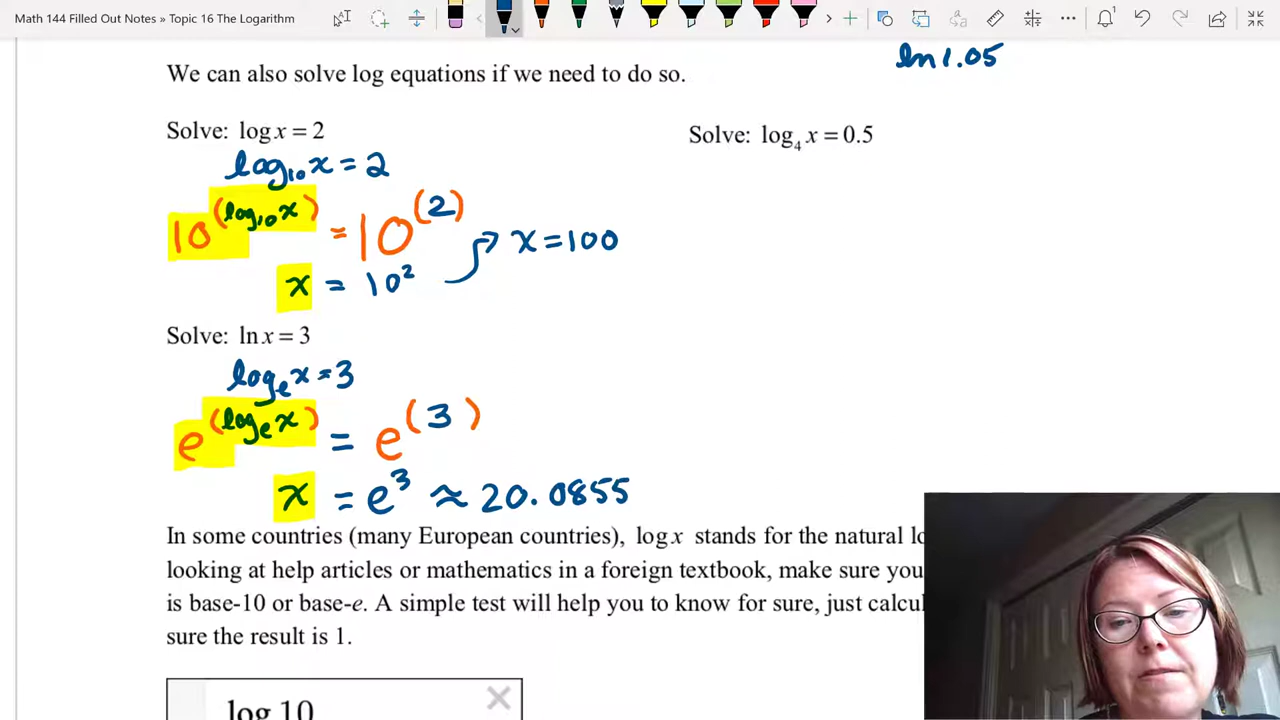 Math 144 Filled Out Notes » Topic 16 The Logarithm
ln 1.05
We can also solve log equations if we need to do so.
Solve: log x = 2
log₁₀ x = 2
10^(log₁₀ x) = 10^(2)
x = 10² x = 100
Solve: log₄ x = 0.5
Solve: ln x = 3
logₑ x = 3
e^(logₑ x) = e^(3)
x = e³ ≈ 20.0855
In some countries (many European countries), log x stands for the natural
looking at help articles or mathematics in a foreign textbook, make sure you
is base-10 or base-e. A simple test will help you to know for sure, just
sure the result is 1.
log 10